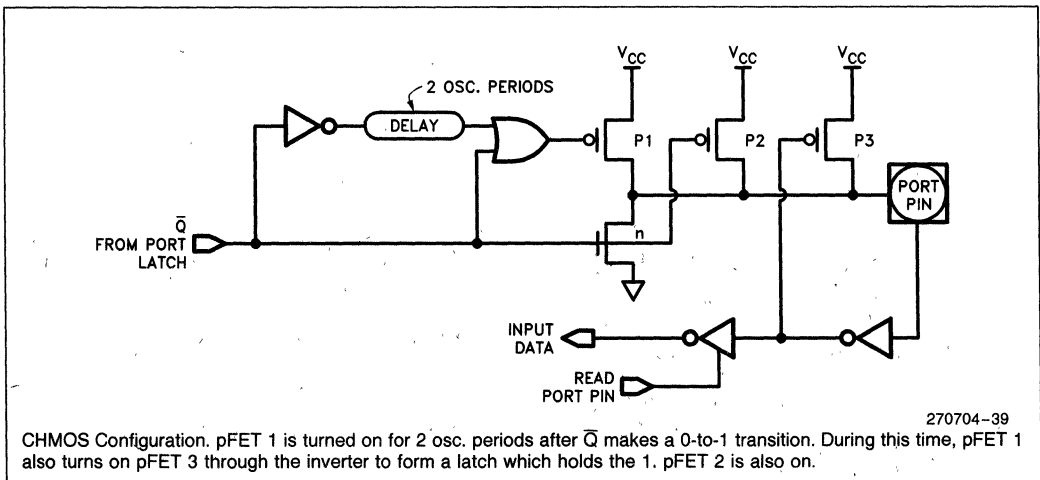 V_CC V_CC V_CC
2 OSC. PERIODS
DELAY
P1 P2 P3
PORT
PIN
Q̅
FROM PORT
LATCH
n
INPUT
DATA
READ
PORT PIN
270704-39
CHMOS Configuration. pFET 1 is turned on for 2 osc. periods after Q̅ makes a 0-to-1 transition. During this time, pFET 1
also turns on pFET 3 through the inverter to form a latch which holds the 1. pFET 2 is also on.